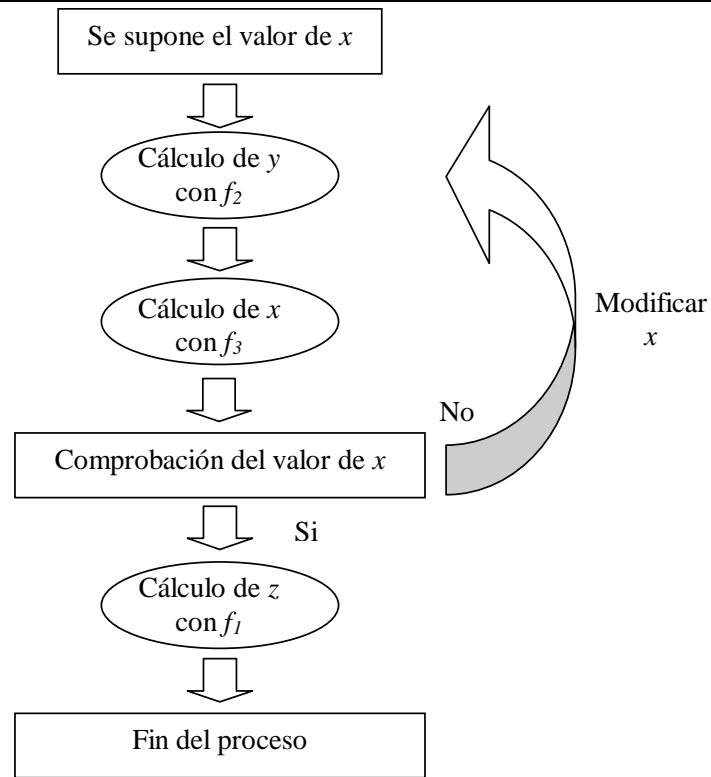 Se supone el valor de x
Cálculo de y
con f2
Cálculo de x
con f3
Modificar
x
No
Comprobación del valor de x
Si
Cálculo de z
con f1
Fin del proceso